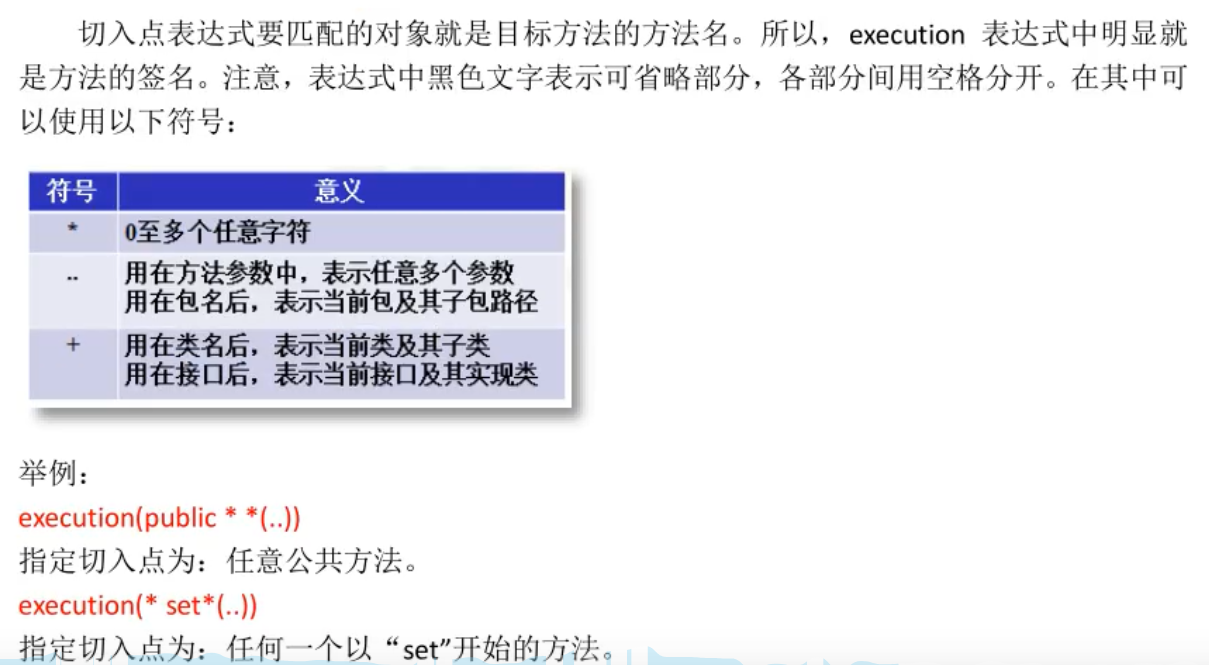 切入点表达式要匹配的对象就是目标方法的方法名。所以，execution 表达式中明显就
是方法的签名。注意，表达式中黑色文字表示可省略部分，各部分间用空格分开。在其中可
以使用以下符号：
符号 意义
* 0至多个任意字符
.. 用在方法参数中，表示任意多个参数
用在包名后，表示当前包及其子包路径
+ 用在类名后，表示当前类及其子类
用在接口后，表示当前接口及其实现类
举例：
execution(public * *(..))
指定切入点为：任意公共方法。
execution(* set*(..))
指定切入点为：任何一个以“set”开始的方法。